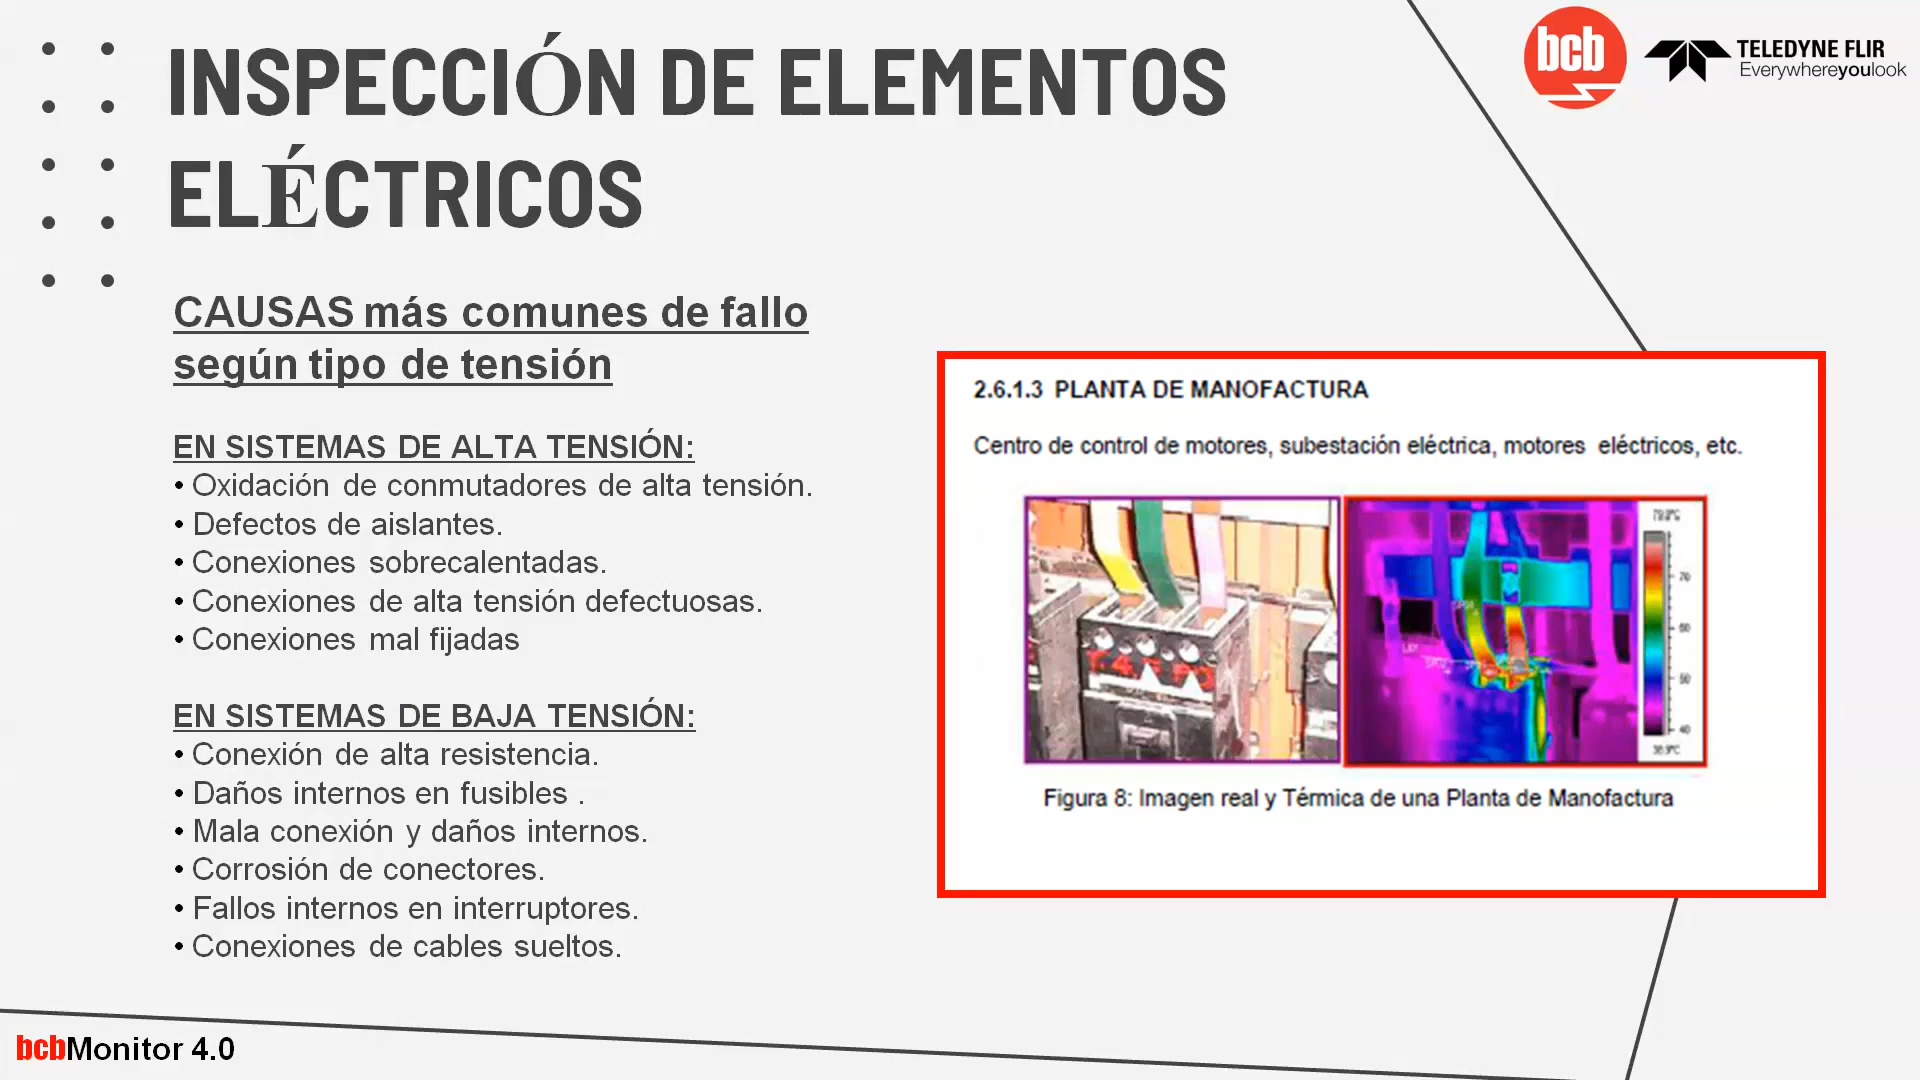 INSPECCIÓN DE ELEMENTOS
ELÉCTRICOS
bcb
TELEDYNE FLIR
Everywhereyoulook
CAUSAS más comunes de fallo
según tipo de tensión
EN SISTEMAS DE ALTA TENSIÓN:
• Oxidación de conmutadores de alta tensión.
• Defectos de aislantes.
• Conexiones sobrecalentadas.
• Conexiones de alta tensión defectuosas.
• Conexiones mal fijadas
EN SISTEMAS DE BAJA TENSIÓN:
• Conexión de alta resistencia.
• Daños internos en fusibles .
• Mala conexión y daños internos.
• Corrosión de conectores.
• Fallos internos en interruptores.
• Conexiones de cables sueltos.
2.6.1.3 PLANTA DE MANOFACTURA
Centro de control de motores, subestación eléctrica, motores eléctricos, etc.
70
60
50
40
Figura 8: Imagen real y Térmica de una Planta de Manofactura
bcbMonitor 4.0